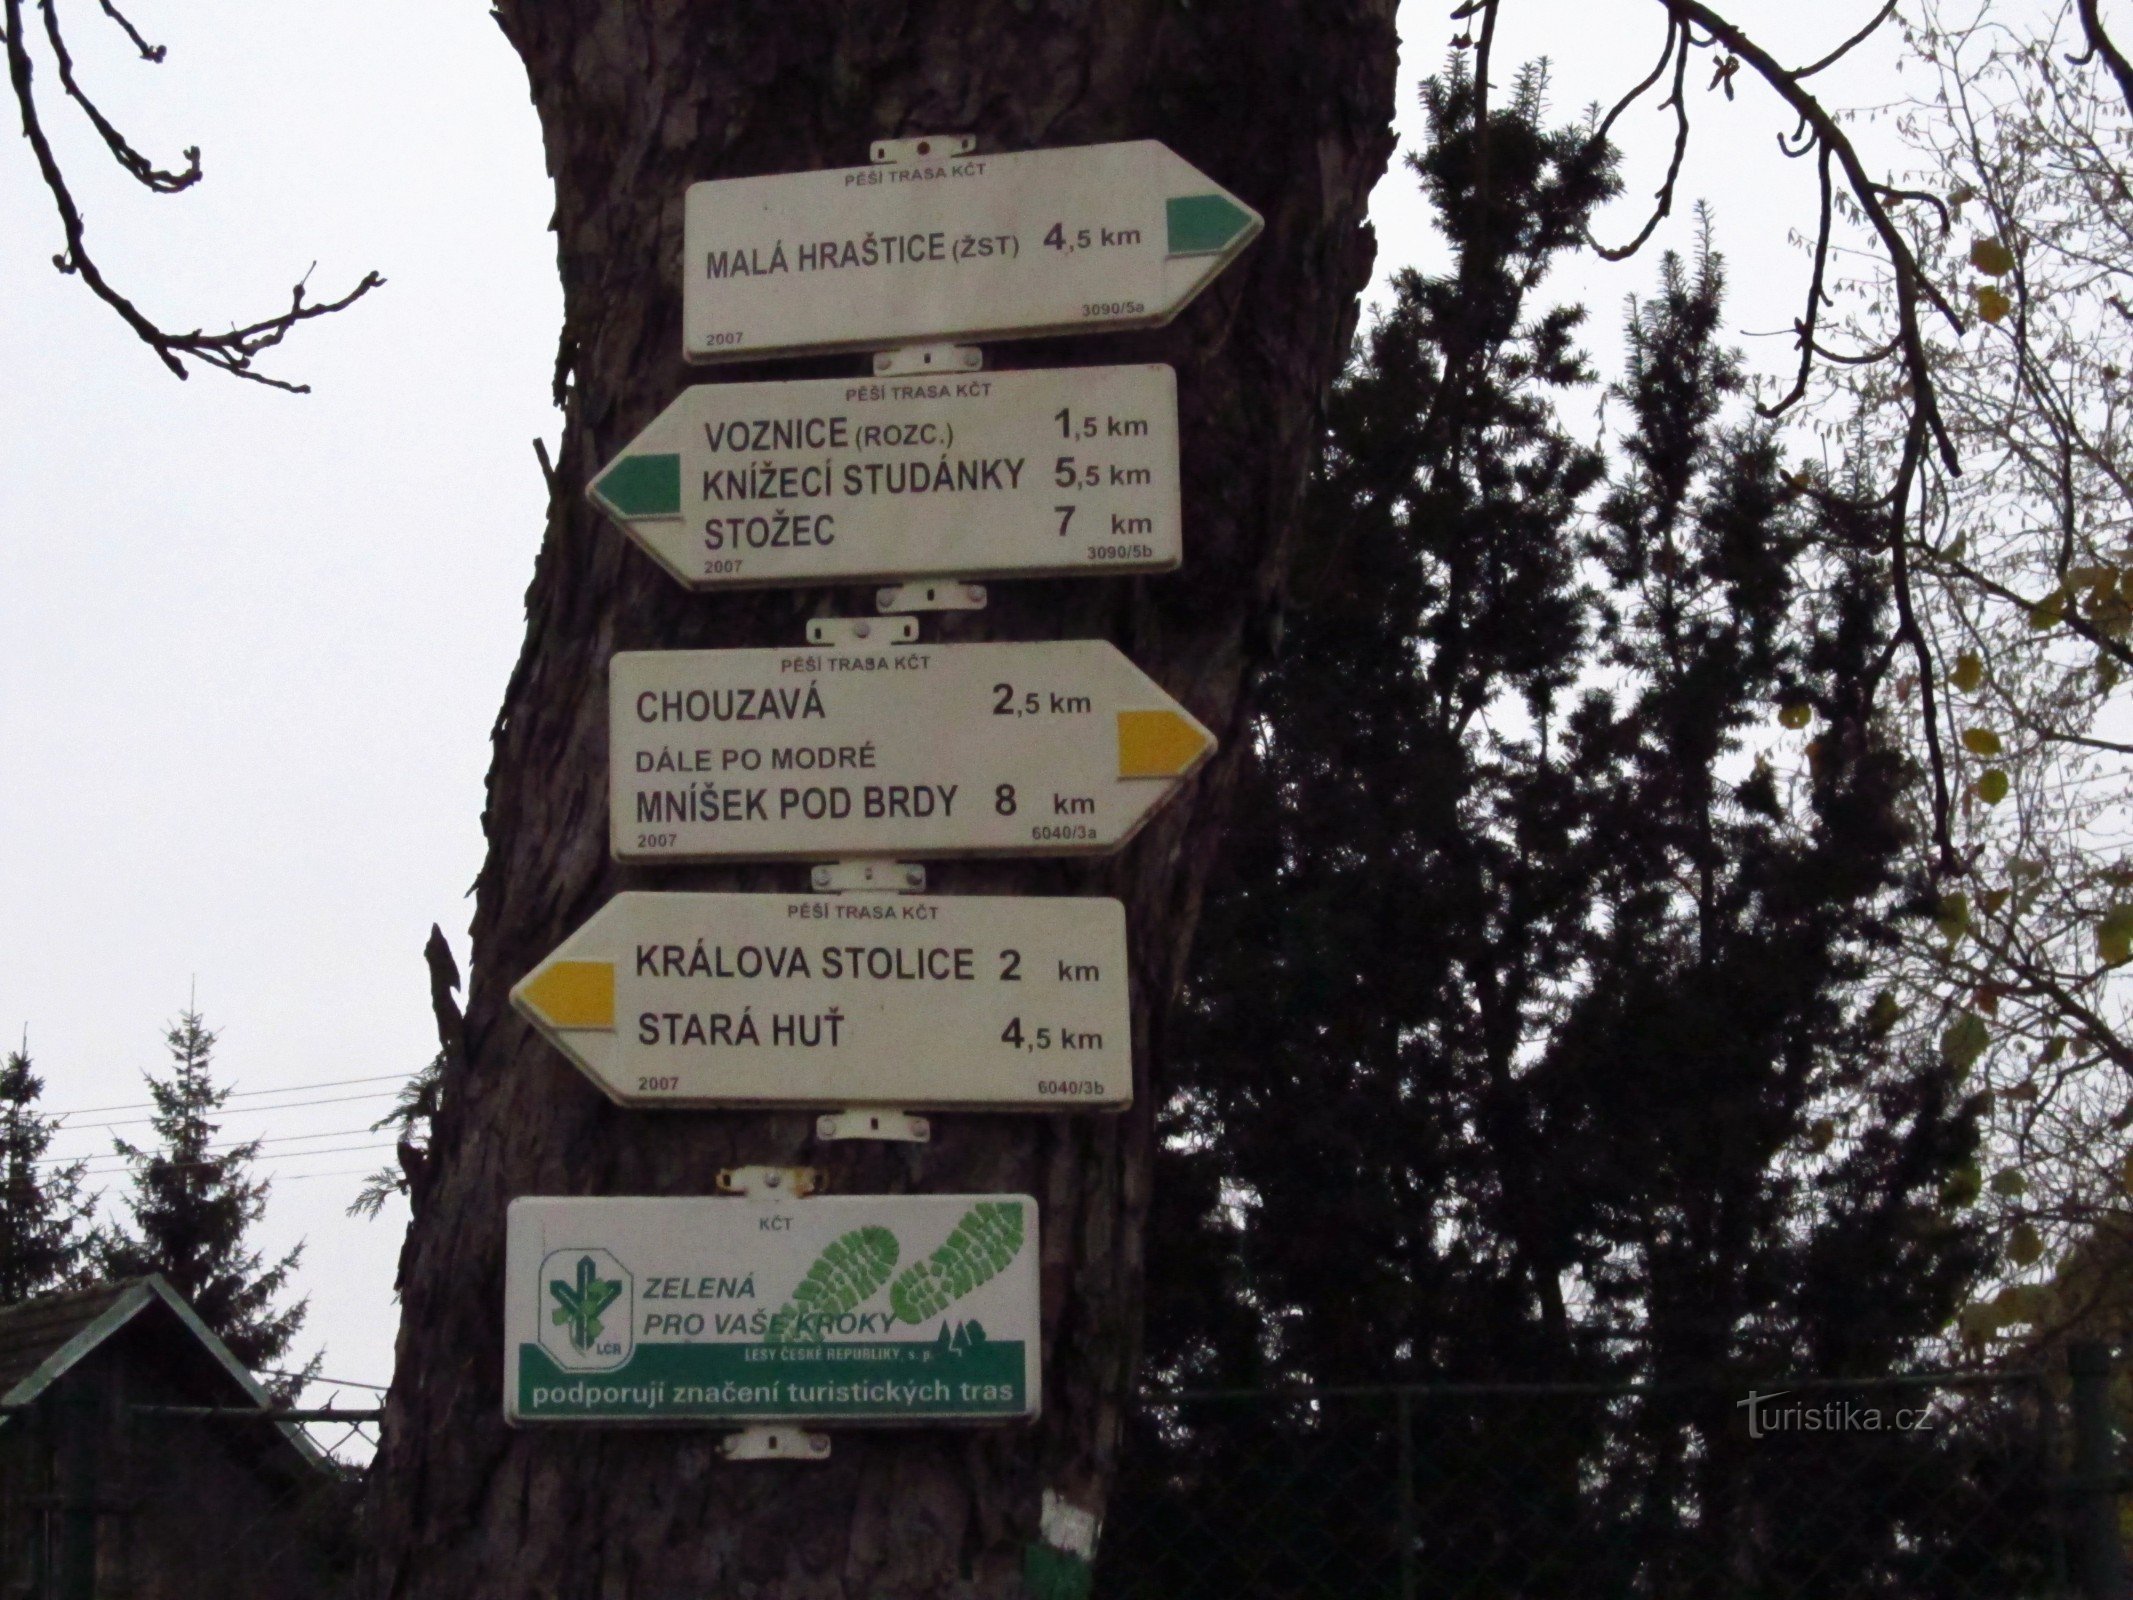 PĚŠÍ TRASA KČT
MALÁ HRAŠTICE (ŽST) 4,5 km
2007 3090/5a
PĚŠÍ TRASA KČT
VOZNICE (ROZC.) 1,5 km
KNÍŽECÍ STUDÁNKY 5,5 km
STOŽEC 7 km
2007 3090/5b
PĚŠÍ TRASA KČT
CHOUZAVÁ 2,5 km
DÁLE PO MODRÉ
MNÍŠEK POD BRDY 8 km
2007 6040/3a
PĚŠÍ TRASA KČT
KRÁLOVA STOLICE 2 km
STARÁ HUŤ 4,5 km
2007 6040/3b
KČT
ZELENÁ
PRO VAŠE KROKY
LČR
LESY ČESKÉ REPUBLIKY, s. p.
podporují značení turistických tras
Turistika.cz